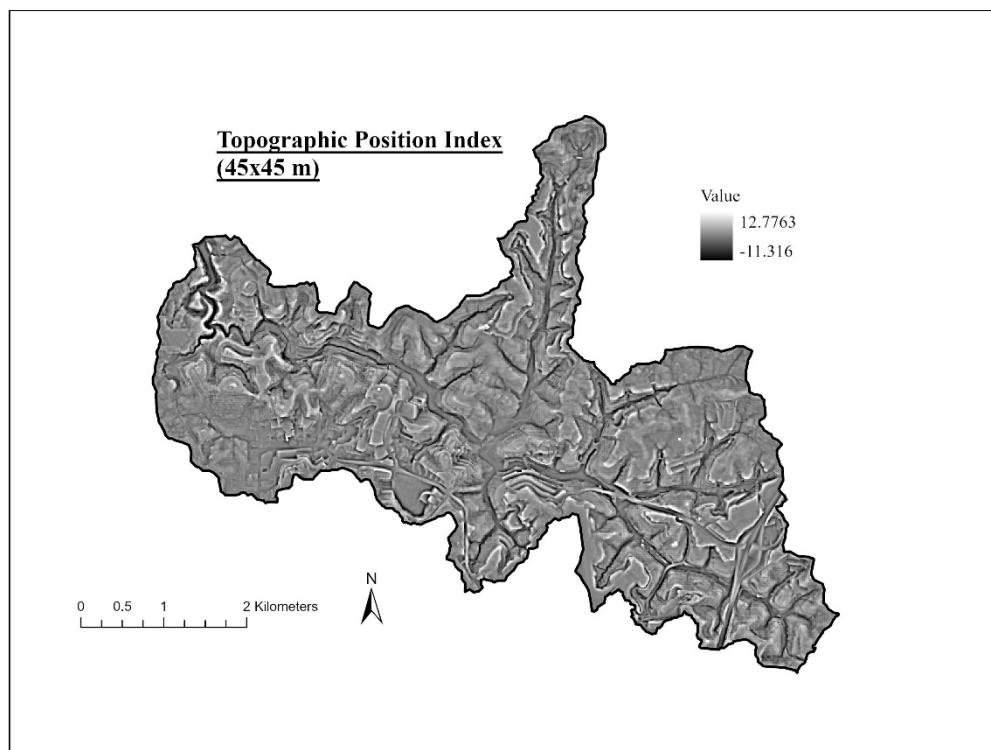 Topographic Position Index
(45x45 m)
Value
12.7763
-11.316
N
0 0.5 1 2 Kilometers